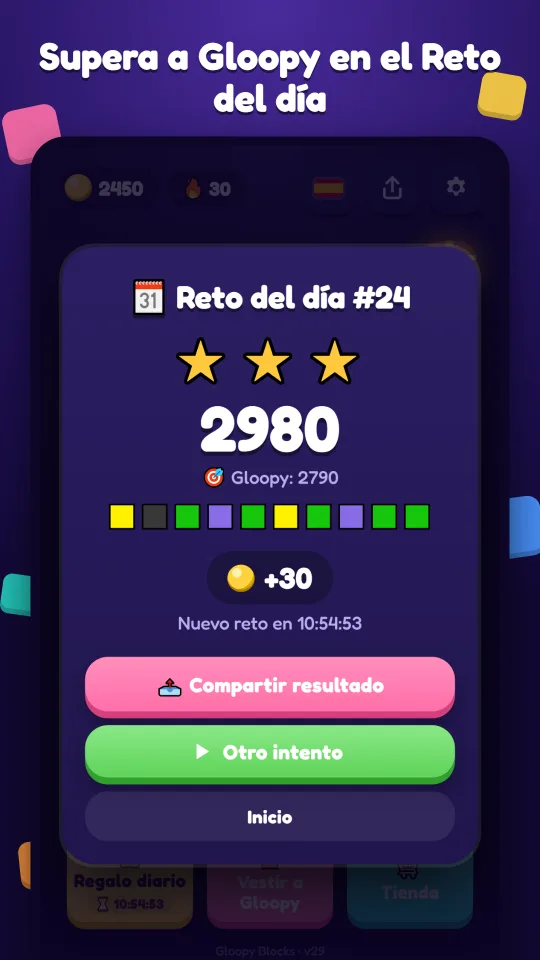 Supera a Gloopy en el Reto
del día
2450
30
31
Reto del día #24
2980
Gloopy: 2790
+30
Nuevo reto en 10:54:53
Compartir resultado
Otro intento
Inicio
Regalo diario
10:54:53
Vestir a
Gloopy
Tienda
Gloopy Blocks · v29